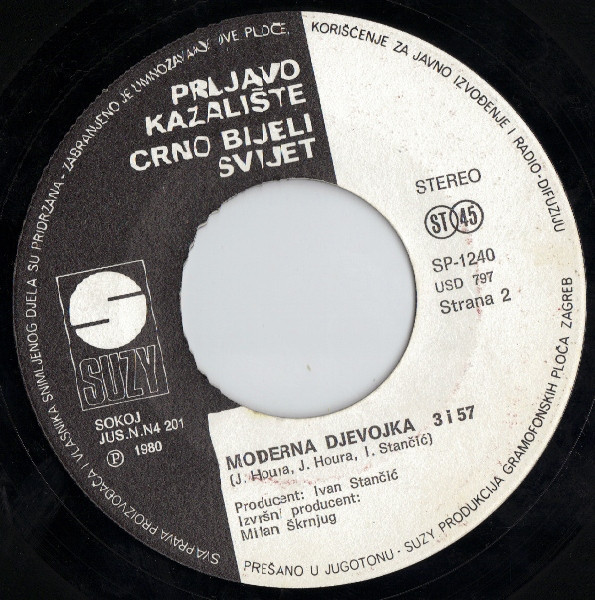 SVA PRAVA PROIZVOĐAČA I VLASNIKA SNIMLJENOG DJELA SU PRIDRŽANA - ZABRANJENO JE UMNOŽAVANJE OVE PLOČE, KORIŠĆENJE ZA JAVNO IZVOĐENJE I RADIO-DIFUZIJU
PRLJAVO
KAZALIŠTE
CRNO BIJELI
SVIJET
STEREO
ST 45
SP-1240
USD 797
Strana 2
SUZY
SOKOJ
JUS.N.N4 201
℗ 1980
MODERNA DJEVOJKA 3 i 57
(J. Houra, J. Houra, I. Stančić)
Producent: Ivan Stančić
Izvršni producent:
Milan Škrnjug
PREŠANO U JUGOTONU - SUZY PRODUKCIJA GRAMOFONSKIH PLOČA ZAGREB